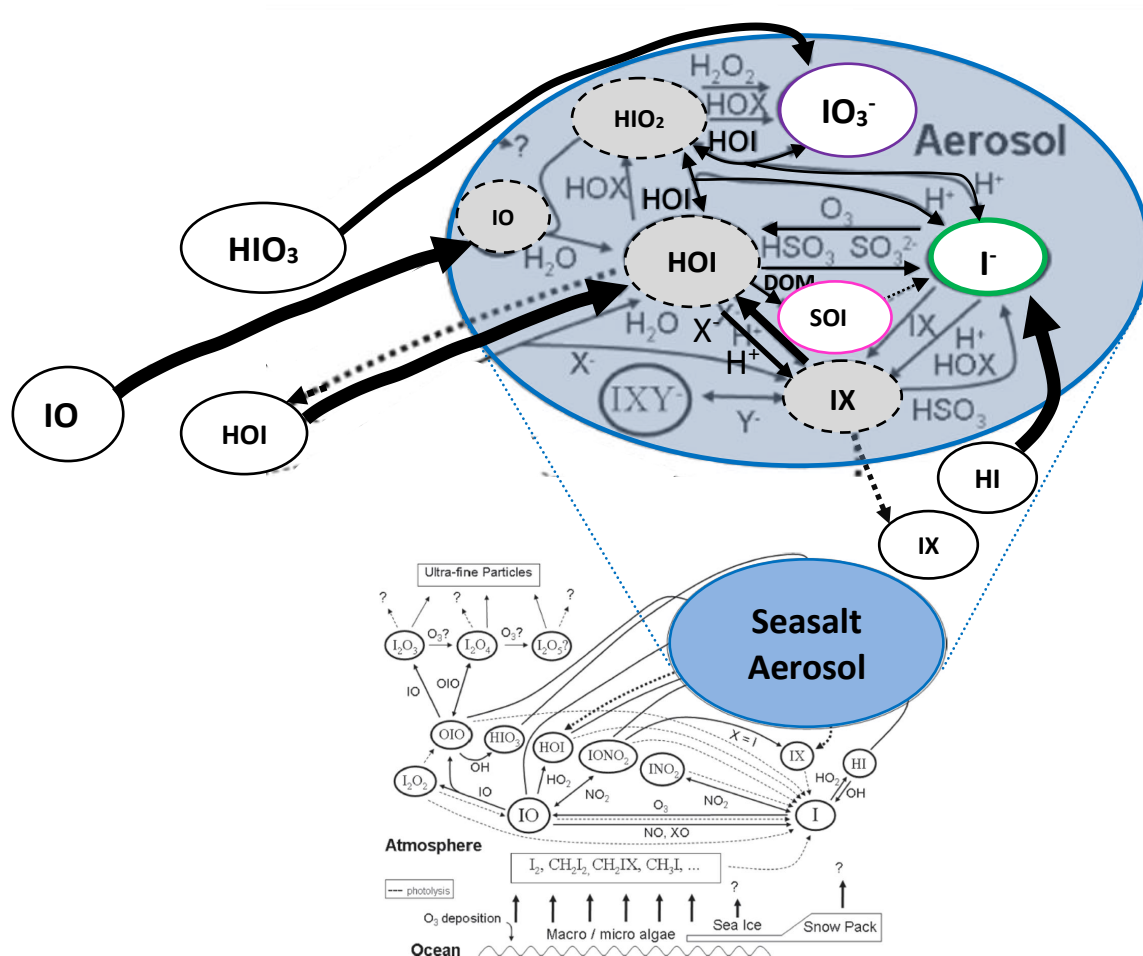 H₂O₂
HOX
HIO₂
IO₃⁻
HOI
Aerosol
?
HOX
HOI
H⁺
H⁺
IO
O₃
HIO₃
H₂O
HOI
HSO₃ SO₃²⁻
I⁻
DOM
SOI
H₂O
X⁻
X⁻
H⁺
H⁺
IX
H⁺
HOX
X⁻
IXY⁻
Y⁻
IX
HSO₃
IO
HOI
HI
IX
Ultra-fine Particles
?
?
?
I₂O₃
O₃?
I₂O₄
O₃?
I₂O₅?
Seasalt
Aerosol
IO
OIO
OIO
HIO₃
HOI
IONO₂
X = I
IX
HI
OH
INO₂
HO₂
OH
I₂O₂
IO
HO₂
NO₂
NO₂
IO
O₃
I
NO, XO
Atmosphere
I₂, CH₂I₂, CH₂IX, CH₃I, ...
--- photolysis
?
?
O₃ deposition
Macro / micro algae
Sea Ice
Snow Pack
Ocean